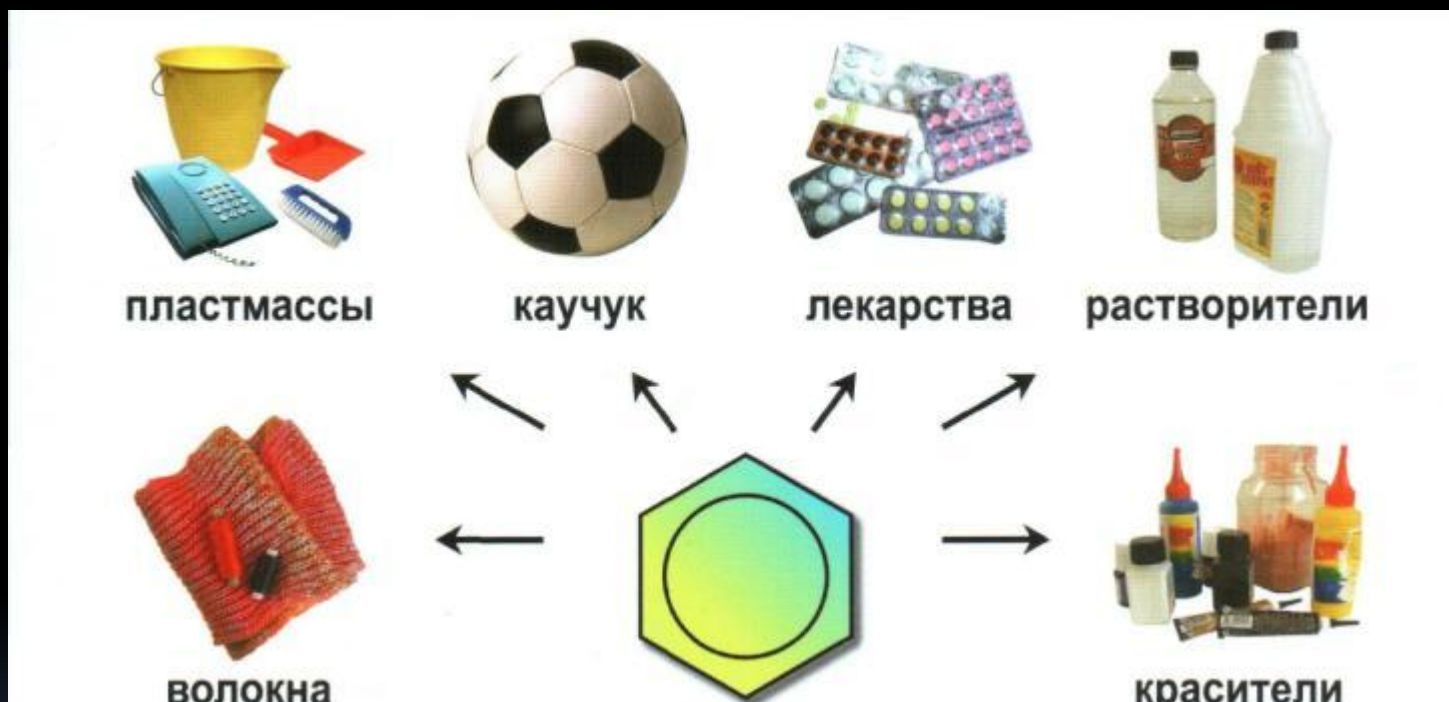 пластмассы
каучук
лекарства
растворители
волокна
красители